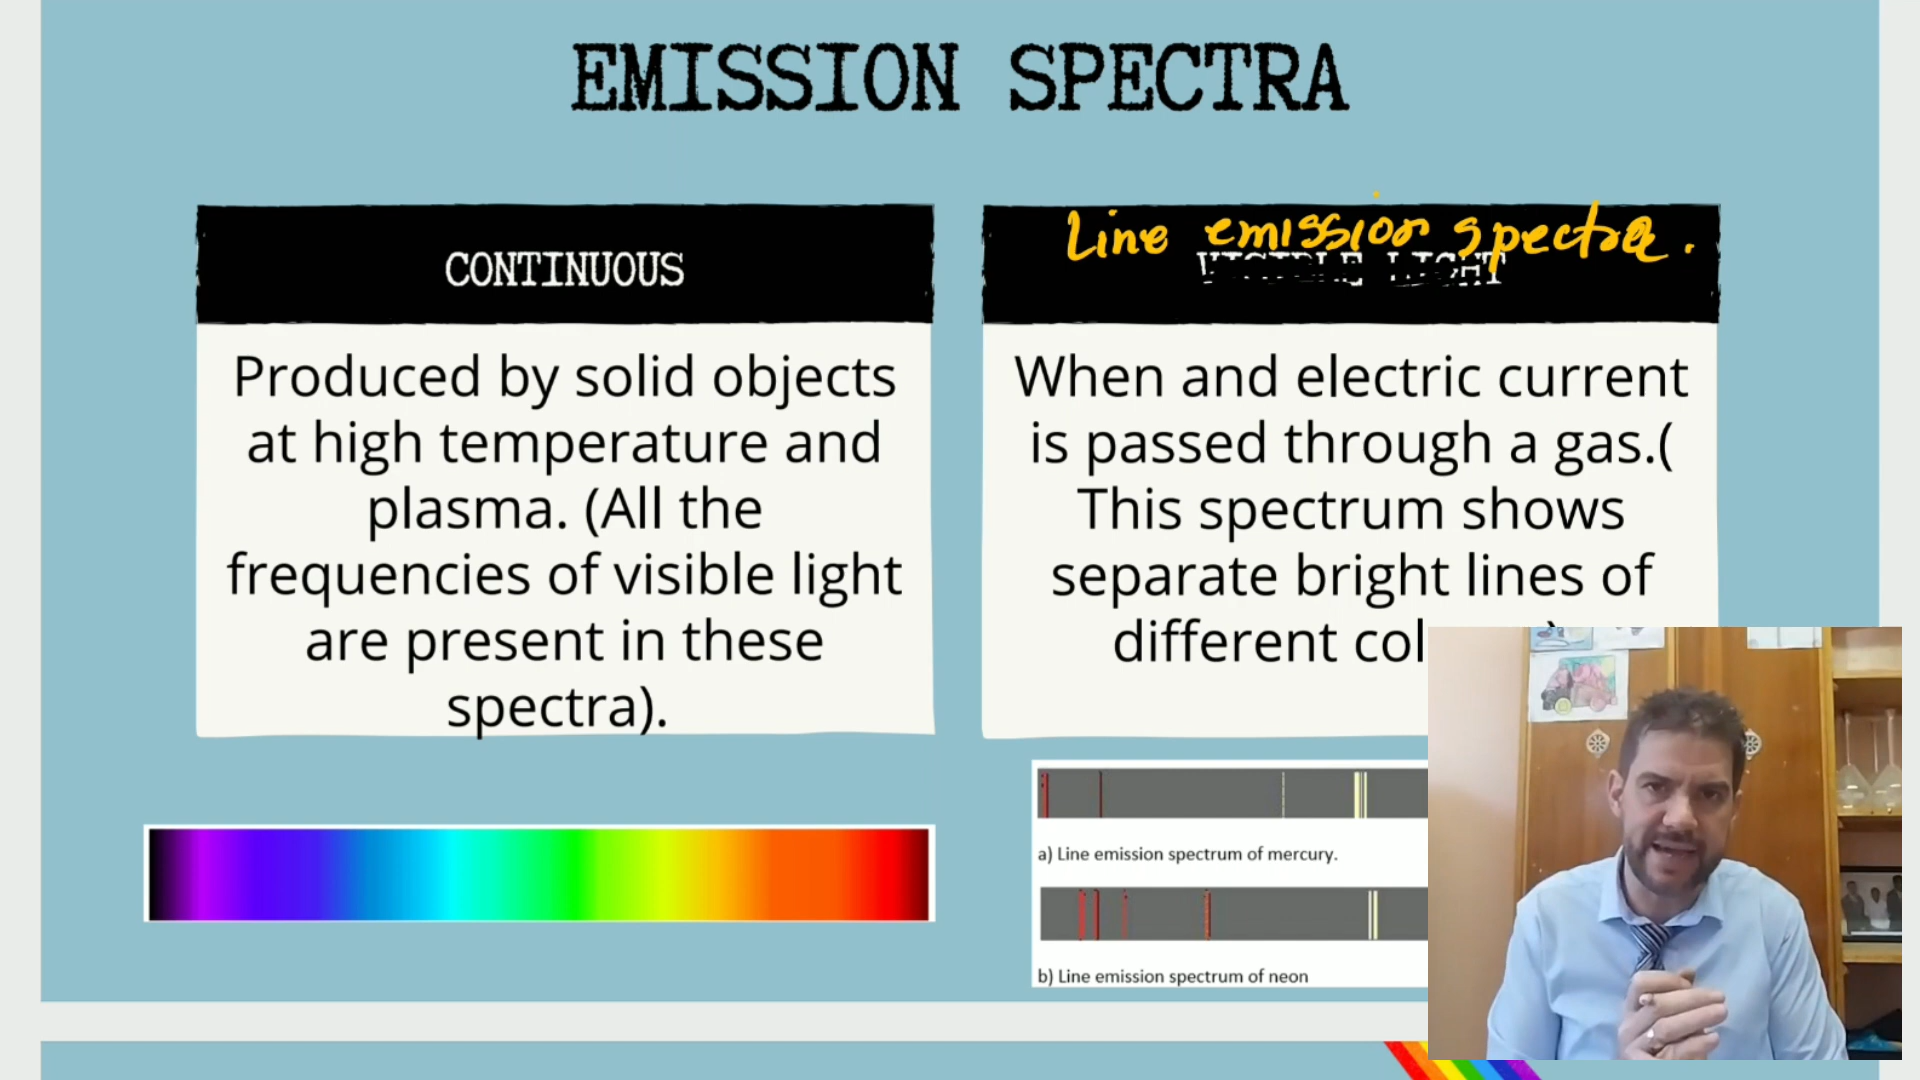 EMISSION SPECTRA
CONTINUOUS
Produced by solid objects
at high temperature and
plasma. (All the
frequencies of visible light
are present in these
spectra).
Line emission spectra.
VISIBLE LIGHT
When and electric current
is passed through a gas.(
This spectrum shows
separate bright lines of
different
a) Line emission spectrum of mercury.
b) Line emission spectrum of neon